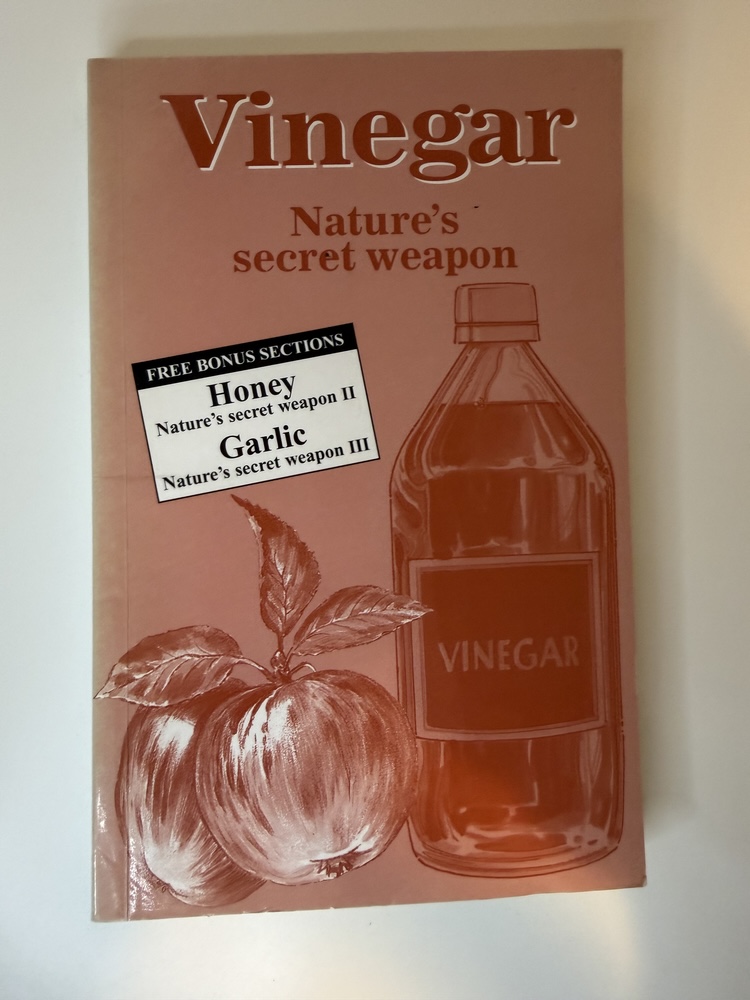 Vinegar
Nature's
secret weapon
FREE BONUS SECTIONS
Honey
Nature's secret weapon II
Garlic
Nature's secret weapon III
VINEGAR